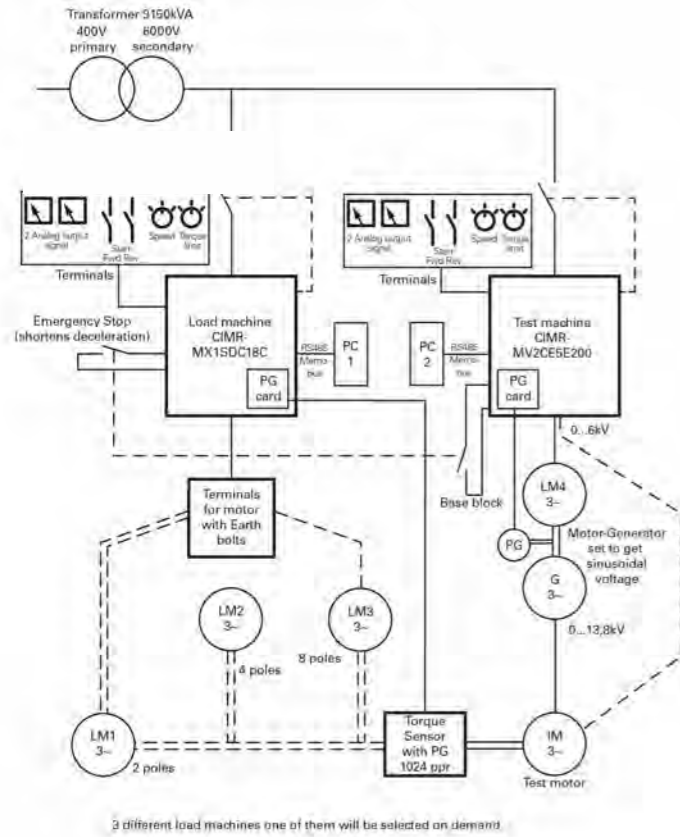 Transformer 3150kVA
400V 6000V
primary secondary
2 Analog output
signal
Start
Fwd Rev
Speed Torque
limit
2 Analog output
signal
Start
Fwd Rev
Speed Torque
limit
Terminals
Terminals
Emergency Stop
(shortens deceleration)
Load machine
CIMR-
MX1SDC18C
RS485
Memo-
bus
PC
1
PC
2
RS485
Memo-
bus
Test machine
CIMR-
MV2CE5E200
PG
card
PG
card
0...6kV
Terminals
for motor
with Earth
bolts
Base block
LM4
3~
PG
Motor-Generator
set to get
sinusoidal
voltage
G
3~
0...13,8kV
LM2
3~
LM3
3~
4 poles
8 poles
LM1
3~
2 poles
Torque
Sensor
with PG
1024 ppr
IM
3~
Test motor
3 different load machines one of them will be selected on demand